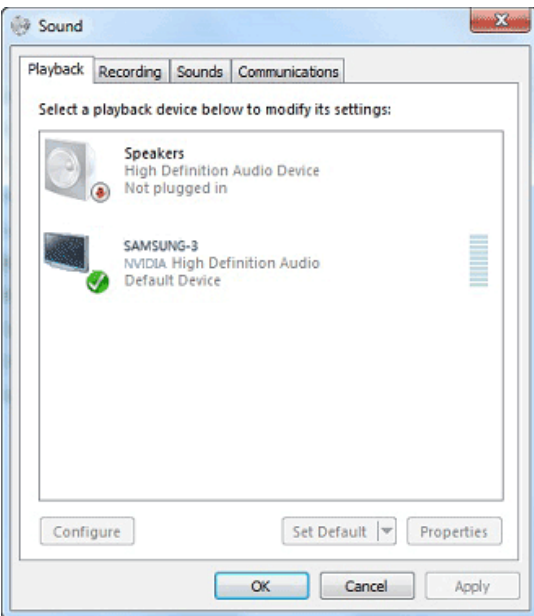 Sound
Playback Recording Sounds Communications
Select a playback device below to modify its settings:
Speakers
High Definition Audio Device
Not plugged in
SAMSUNG-3
NVIDIA High Definition Audio
Default Device
Configure Set Default Properties
OK Cancel Apply